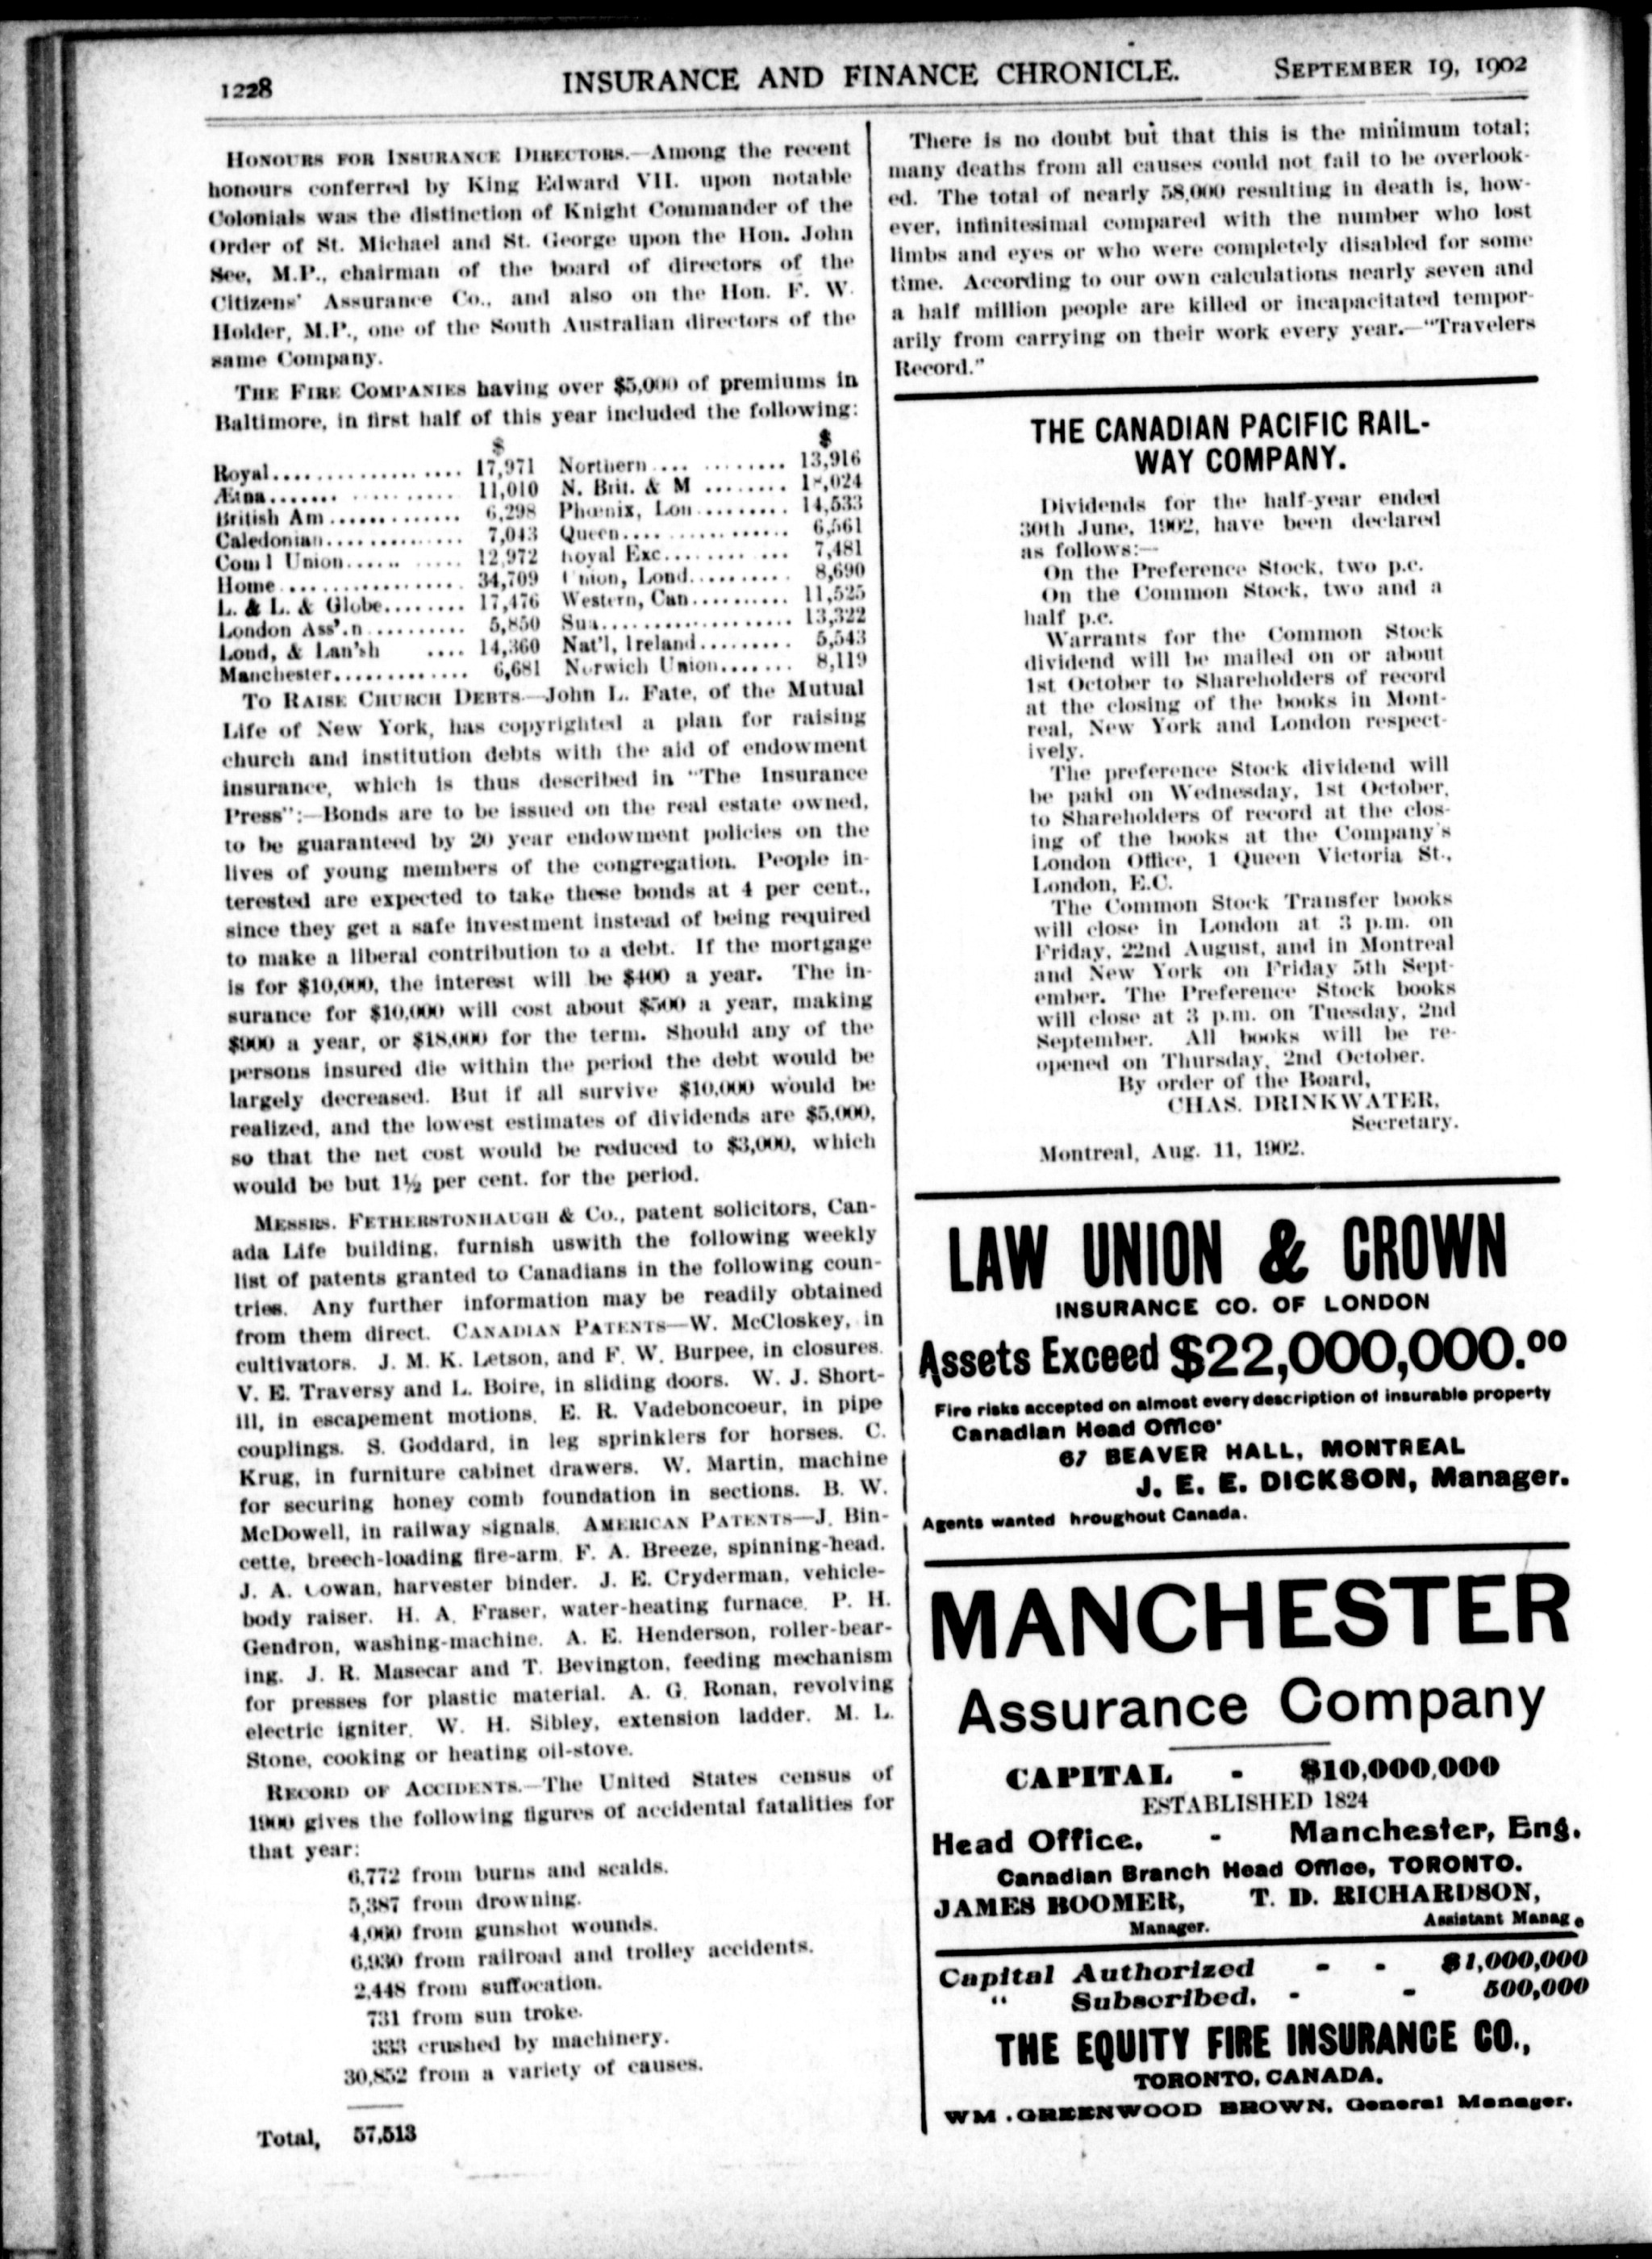 1228
INSURANCE AND FINANCE CHRONICLE.
SEPTEMBER 19, 1902
HONOURS FOR INSURANCE DIRECTORS.—Among the recent
honours conferred by King Edward VII. upon notable
Colonials was the distinction of Knight Commander of the
Order of St. Michael and St. George upon the Hon. John
See, M.P., chairman of the board of directors of the
Citizens' Assurance Co., and also on the Hon. F. W.
Holder, M.P., one of the South Australian directors of the
same Company.
THE FIRE COMPANIES having over $5,000 of premiums in
Baltimore, in first half of this year included the following:
$ $
Royal.................. 17,971 Northern ............ 13,916
Ætna....... .......... 11,010 N. Brit. & M ........ ,024
British Am ............. 6,298 Phœnix, Lon ......... 14,533
Caledonian.............. 7,043 Queen................ 6,561
Com'l Union...... ..... 12,972 Royal Exc......... ... 7,481
Home ................. 34,709 Union, Lond.......... 8,690
L. & L. & Globe........ 17,476 Western, Can.......... 11,525
London Ass'.n .......... 5,850 Sun................... 13,322
Lond, & Lan'sh .... 14,360 Nat'l, Ireland......... 5,543
Manchester............. 6,681 Norwich Union....... 8,119
TO RAISE CHURCH DEBTS—John L. Fate, of the Mutual
Life of New York, has copyrighted a plan for raising
church and institution debts with the aid of endowment
insurance, which is thus described in "The Insurance
Press":—Bonds are to be issued on the real estate owned,
to be guaranteed by 20 year endowment policies on the
lives of young members of the congregation. People in-
terested are expected to take these bonds at 4 per cent.,
since they get a safe investment instead of being required
to make a liberal contribution to a debt. If the mortgage
is for $10,000, the interest will be $400 a year. The in-
surance for $10,000 will cost about $500 a year, making
$900 a year, or $18,000 for the term. Should any of the
persons insured die within the period the debt would be
largely decreased. But if all survive $10,000 would be
realized, and the lowest estimates of dividends are $5,000,
so that the net cost would be reduced to $3,000, which
would be but 1½ per cent. for the period.
MESSRS. FETHERSTONHAUGH & Co., patent solicitors, Can-
ada Life building, furnish uswith the following weekly
list of patents granted to Canadians in the following coun-
tries. Any further information may be readily obtained
from them direct. CANADIAN PATENTS—W. McCloskey, in
cultivators. J. M. K. Letson, and F. W. Burpee, in closures.
V. E. Traversy and L. Boire, in sliding doors. W. J. Short-
ill, in escapement motions. E. R. Vadeboncoeur, in pipe
couplings. S. Goddard, in leg sprinklers for horses. C.
Krug, in furniture cabinet drawers. W. Martin, machine
for securing honey comb foundation in sections. B. W.
McDowell, in railway signals. AMERICAN PATENTS—J. Bin-
cette, breech-loading fire-arm. F. A. Breeze, spinning-head.
J. A. Cowan, harvester binder. J. E. Cryderman, vehicle-
body raiser. H. A. Fraser, water-heating furnace. P. H.
Gendron, washing-machine. A. E. Henderson, roller-bear-
ing. J. R. Masecar and T. Bevington, feeding mechanism
for presses for plastic material. A. G. Ronan, revolving
electric igniter. W. H. Sibley, extension ladder. M. L.
Stone, cooking or heating oil-stove.
RECORD OF ACCIDENTS.—The United States census of
1900 gives the following figures of accidental fatalities for
that year:
6,772 from burns and scalds.
5,387 from drowning.
4,060 from gunshot wounds.
6,930 from railroad and trolley accidents.
2,448 from suffocation.
731 from sun troke.
333 crushed by machinery.
30,852 from a variety of causes.
Total, 57,513
There is no doubt but that this is the minimum total;
many deaths from all causes could not fail to be overlook-
ed. The total of nearly 58,000 resulting in death is, how-
ever, infinitesimal compared with the number who lost
limbs and eyes or who were completely disabled for some
time. According to our own calculations nearly seven and
a half million people are killed or incapacitated tempor-
arily from carrying on their work every year.—"Travelers
Record."
THE CANADIAN PACIFIC RAIL-
WAY COMPANY.
Dividends for the half-year ended
30th June, 1902, have been declared
as follows:—
On the Preference Stock, two p.c.
On the Common Stock, two and a
half p.c.
Warrants for the Common Stock
dividend will be mailed on or about
1st October to Shareholders of record
at the closing of the books in Mont-
real, New York and London respect-
ively.
The preference Stock dividend will
be paid on Wednesday, 1st October,
to Shareholders of record at the clos-
ing of the books at the Company's
London Office, 1 Queen Victoria St.,
London, E.C.
The Common Stock Transfer books
will close in London at 3 p.m. on
Friday, 22nd August, and in Montreal
and New York on Friday 5th Sept-
ember. The Preference Stock books
will close at 3 p.m. on Tuesday, 2nd
September. All books will be re-
opened on Thursday, 2nd October.
By order of the Board,
CHAS. DRINKWATER,
Secretary.
Montreal, Aug. 11, 1902.
LAW UNION & CROWN
INSURANCE CO. OF LONDON
Assets Exceed $22,000,000.00
Fire risks accepted on almost every description of insurable property
Canadian Head Office·
67 BEAVER HALL, MONTREAL
J. E. E. DICKSON, Manager.
Agents wanted hroughout Canada.
MANCHESTER
Assurance Company
CAPITAL - $10,000,000
ESTABLISHED 1824
Head Office. - Manchester, Eng.
Canadian Branch Head Office, TORONTO.
JAMES BOOMER, T. D. RICHARDSON,
Manager. Assistant Manag e
Capital Authorized - - $1,000,000
" Subscribed, - - 500,000
THE EQUITY FIRE INSURANCE CO.,
TORONTO, CANADA.
WM . GREENWOOD BROWN, General Manager.